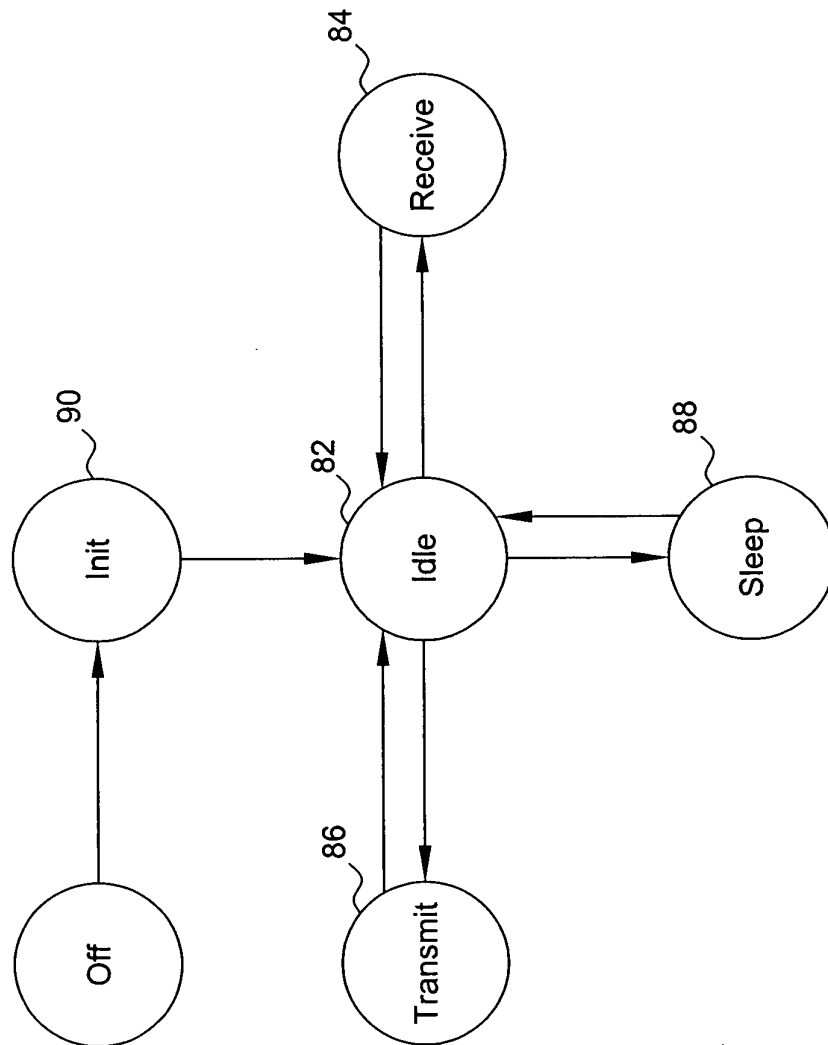 Off
Init
90
Transmit
86
Idle
82
Receive
84
Sleep
88